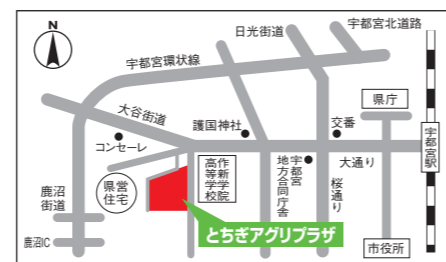 N
宇都宮北道路
日光街道
宇都宮環状線
大谷街道
護国神社
交番
県庁
コンセーレ
宇都宮
地方合同庁舎
大通り
宇都宮駅
作新学院
高等学校
県営
住宅
桜通り
鹿沼
街道
とちぎアグリプラザ
鹿沼IC
市役所